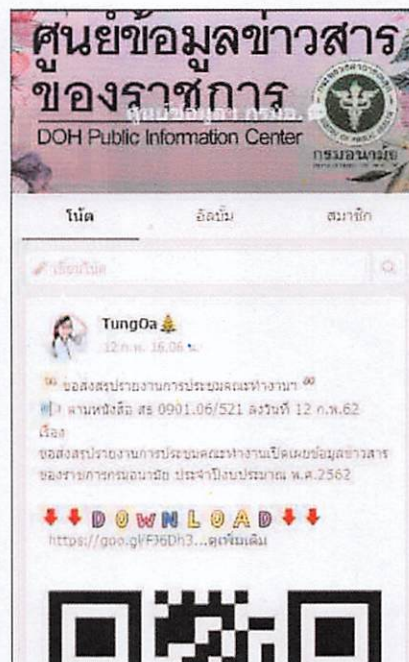 ศูนย์ข้อมูลข่าวสาร
ของราชการ
DOH Public Information Center
กรมอนามัย
โน้ต
อัลบั้ม
สมาชิก
เขียนโน้ต
TungOa
12 ก.พ. 16.06 น.
ขอส่งสรุปรายงานการประชุมคณะทำงานฯ
ตามหนังสือ สธ 0901.06/521 ลงวันที่ 12 ก.พ.62
เรื่อง
ขอส่งสรุปรายงานการประชุมคณะทำงานเปิดเผยข้อมูลข่าวสาร
ของราชการกรมอนามัย ประจำปีงบประมาณ พ.ศ.2562
DOWNLOAD
https://goo.gl/FJ6Dh3...ดูเพิ่มเติม